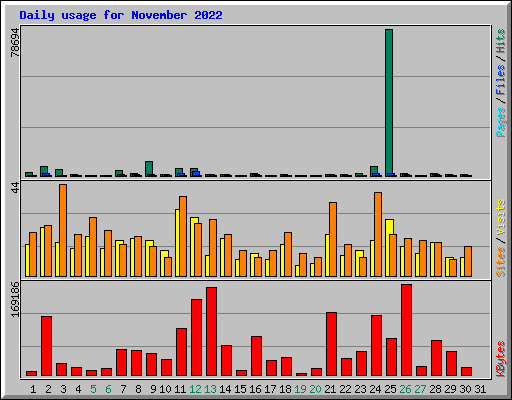 Daily usage for November 2022
78694
Pages / Files / Hits
44
Sites / Visits
169186
KBytes
1 2 3 4 5 6 7 8 9 10 11 12 13 14 15 16 17 18 19 20 21 22 23 24 25 26 27 28 29 30 31